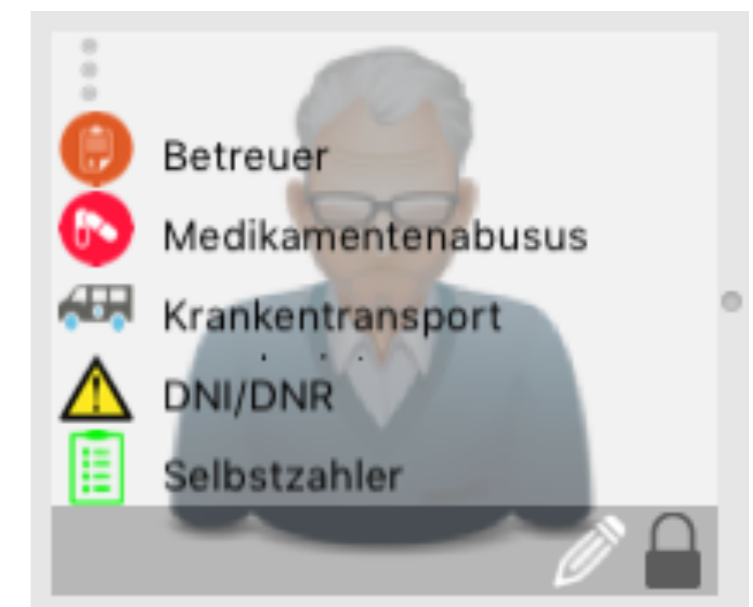 Betreuer
Medikamentenabusus
Krankentransport
DNI/DNR
Selbstzahler